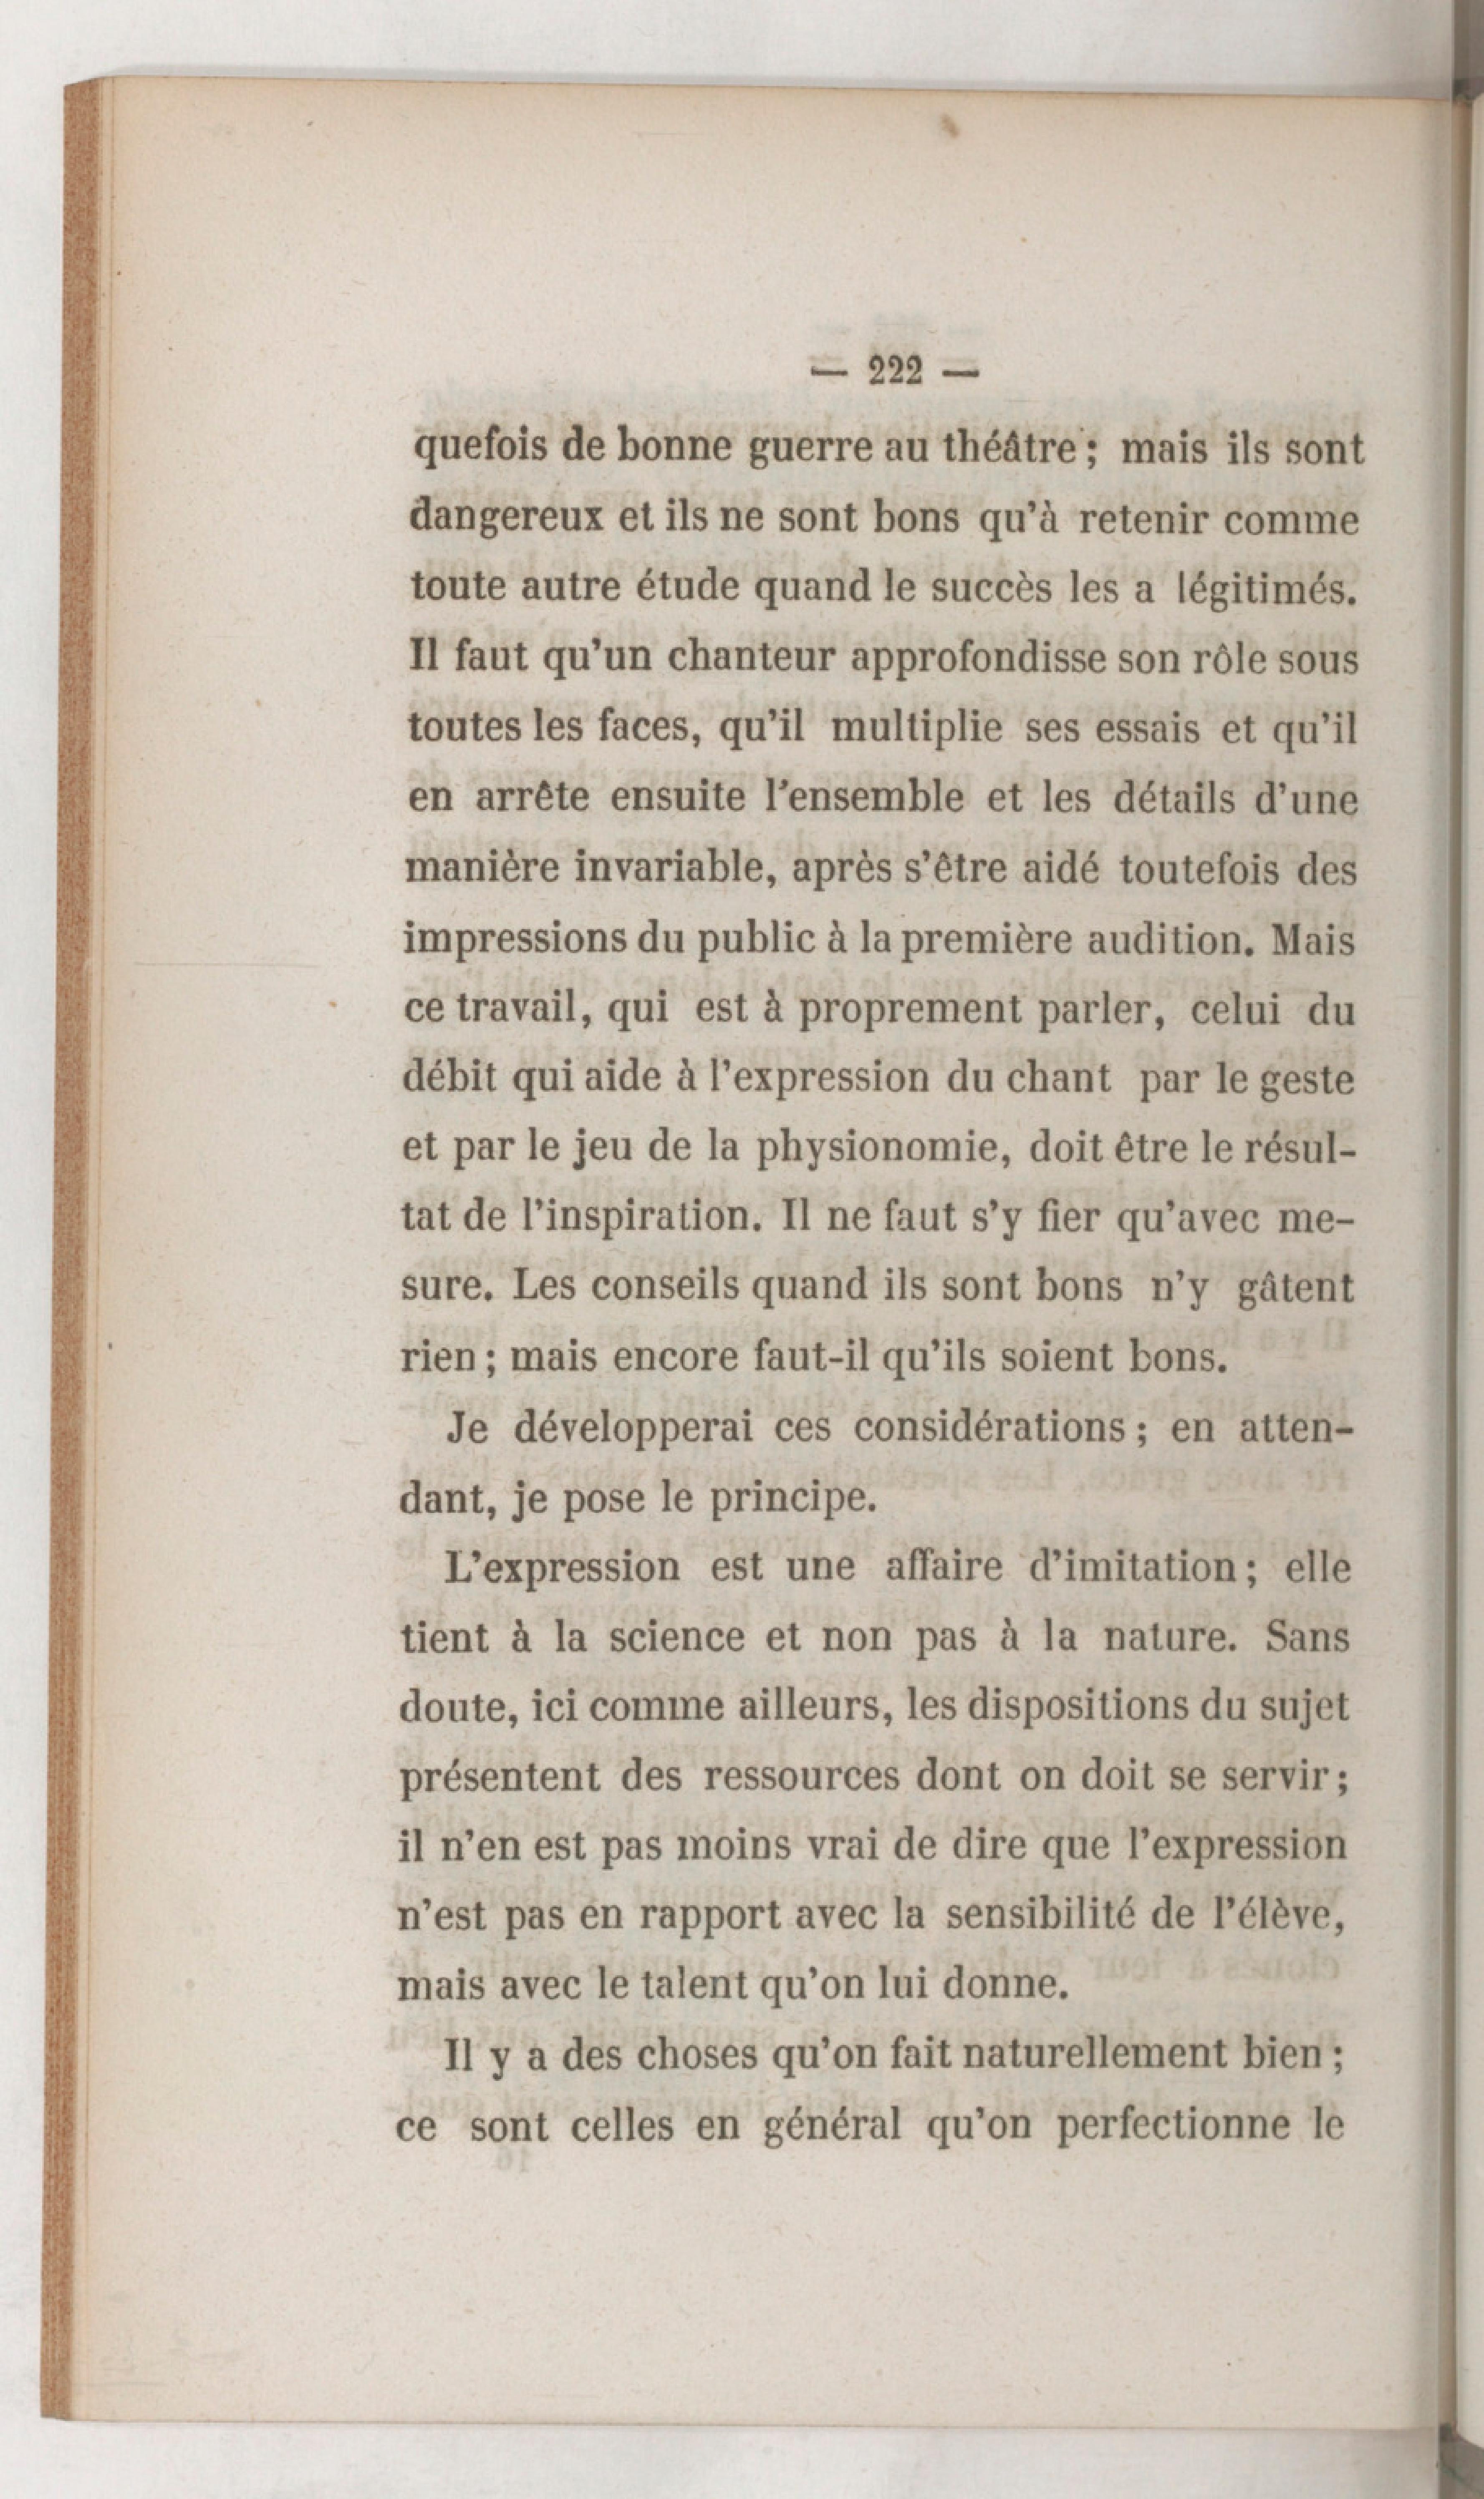 — 222 —
quefois de bonne guerre au théâtre ; mais ils sont
dangereux et ils ne sont bons qu'à retenir comme
toute autre étude quand le succès les a légitimés.
Il faut qu'un chanteur approfondisse son rôle sous
toutes les faces, qu'il multiplie ses essais et qu'il
en arrête ensuite l'ensemble et les détails d'une
manière invariable, après s'être aidé toutefois des
impressions du public à la première audition. Mais
ce travail, qui est à proprement parler, celui du
débit qui aide à l'expression du chant par le geste
et par le jeu de la physionomie, doit être le résul-
tat de l'inspiration. Il ne faut s'y fier qu'avec me-
sure. Les conseils quand ils sont bons n'y gâtent
rien ; mais encore faut-il qu'ils soient bons.
Je développerai ces considérations ; en atten-
dant, je pose le principe.
L'expression est une affaire d'imitation ; elle
tient à la science et non pas à la nature. Sans
doute, ici comme ailleurs, les dispositions du sujet
présentent des ressources dont on doit se servir ;
il n'en est pas moins vrai de dire que l'expression
n'est pas en rapport avec la sensibilité de l'élève,
mais avec le talent qu'on lui donne.
Il y a des choses qu'on fait naturellement bien ;
ce sont celles en général qu'on perfectionne le